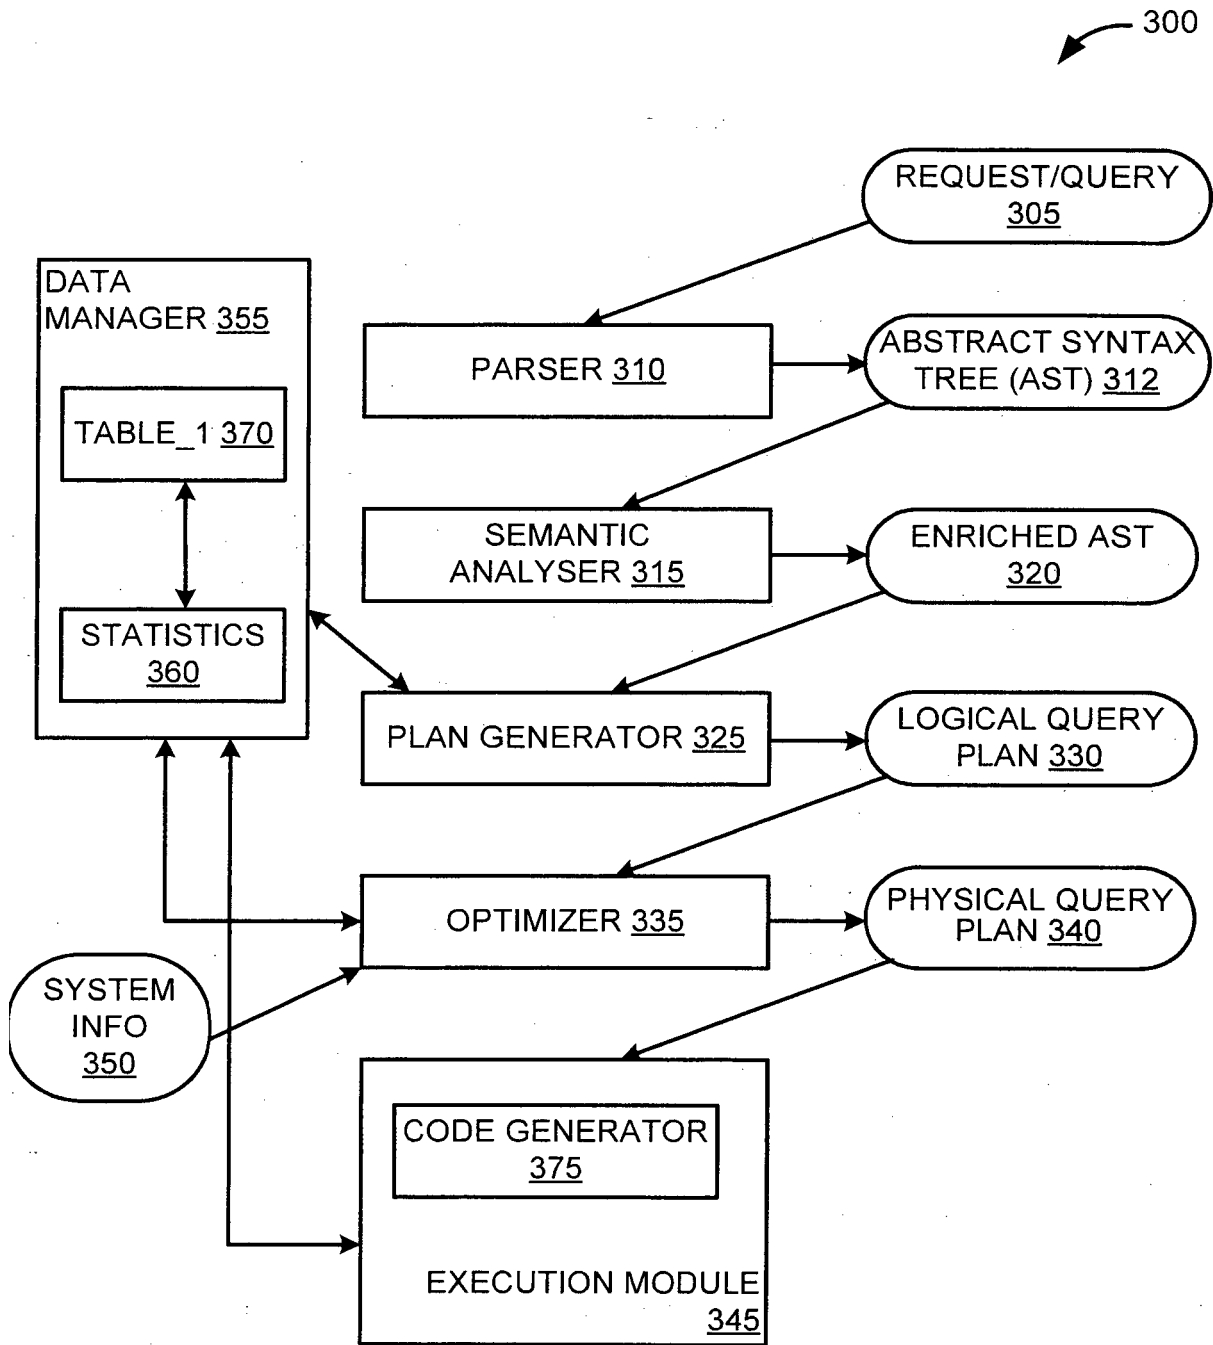 300
REQUEST/QUERY
305
DATA
MANAGER 355
PARSER 310
ABSTRACT SYNTAX
TREE (AST) 312
TABLE_1 370
SEMANTIC
ANALYSER 315
ENRICHED AST
320
STATISTICS
360
PLAN GENERATOR 325
LOGICAL QUERY
PLAN 330
OPTIMIZER 335
PHYSICAL QUERY
PLAN 340
SYSTEM
INFO
350
CODE GENERATOR
375
EXECUTION MODULE
345